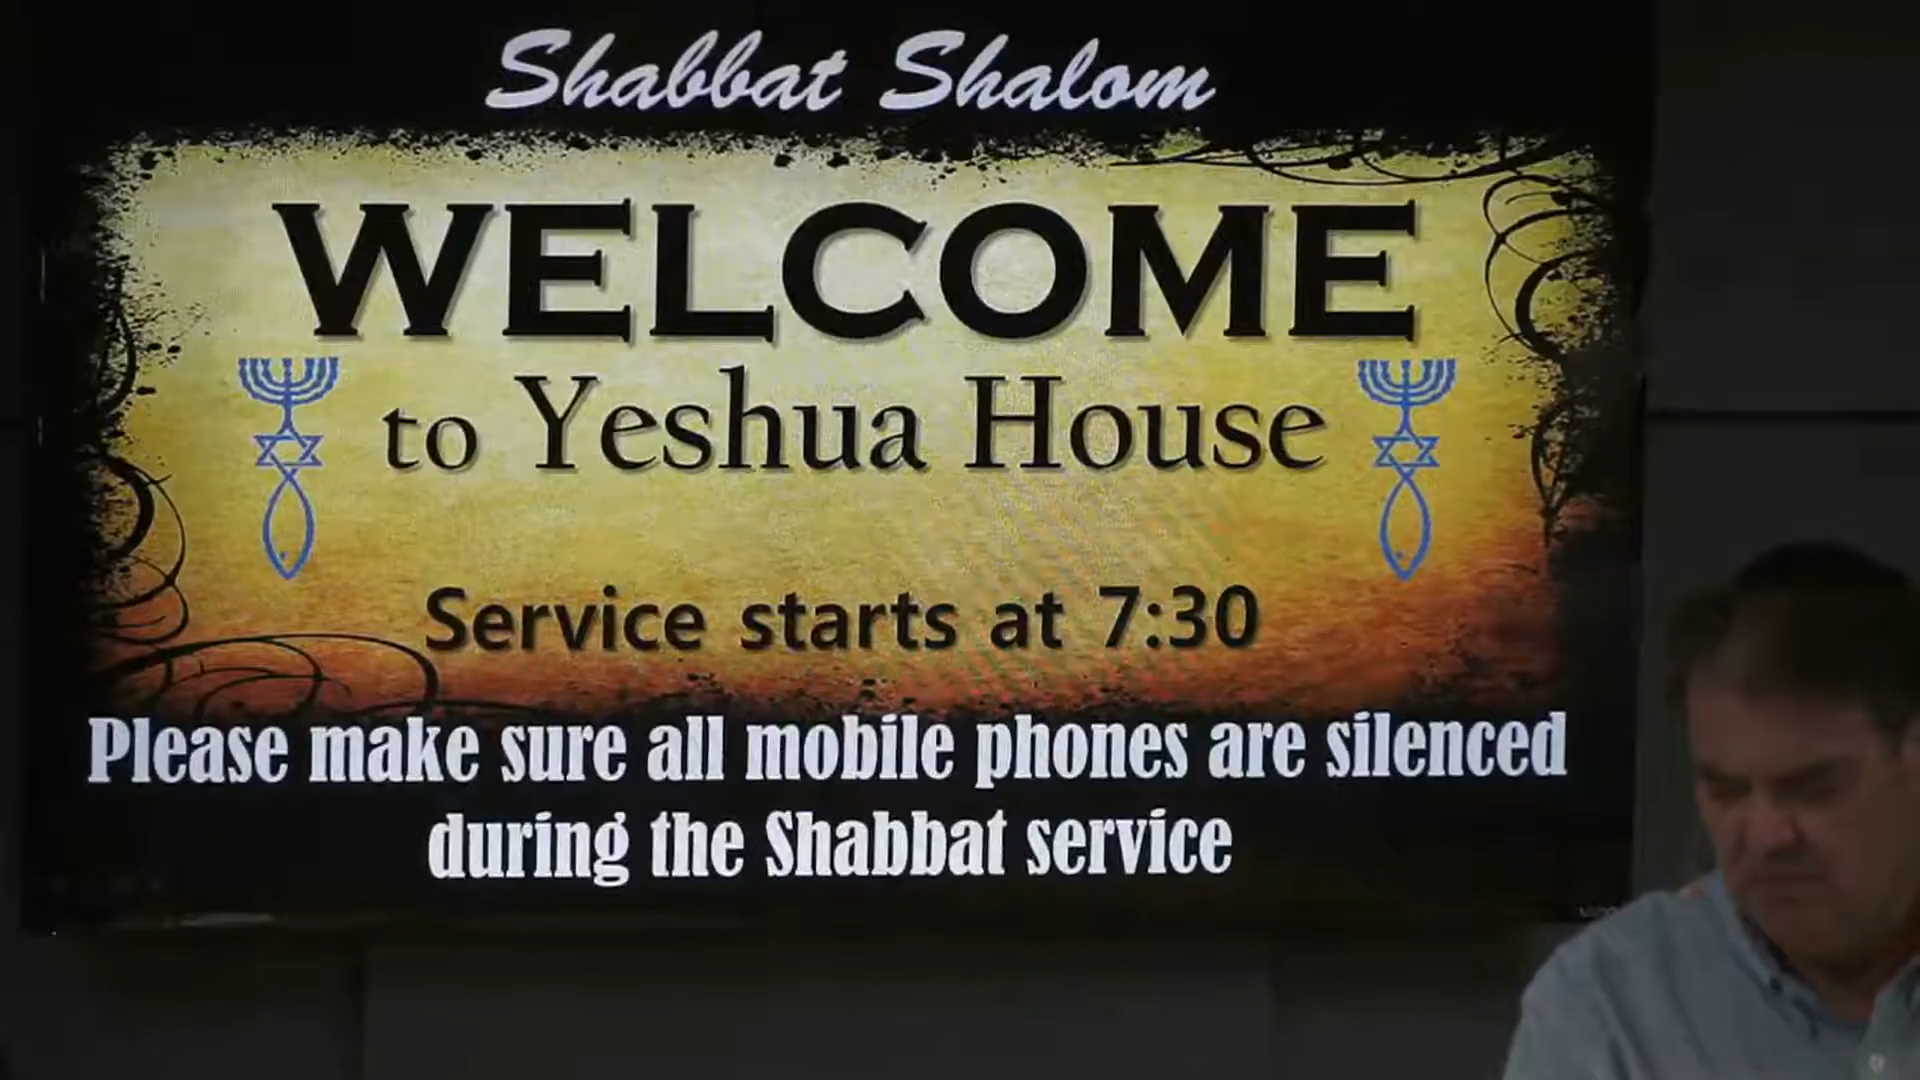 Shabbat Shalom
WELCOME
to Yeshua House
Service starts at 7:30
Please make sure all mobile phones are silenced
during the Shabbat service